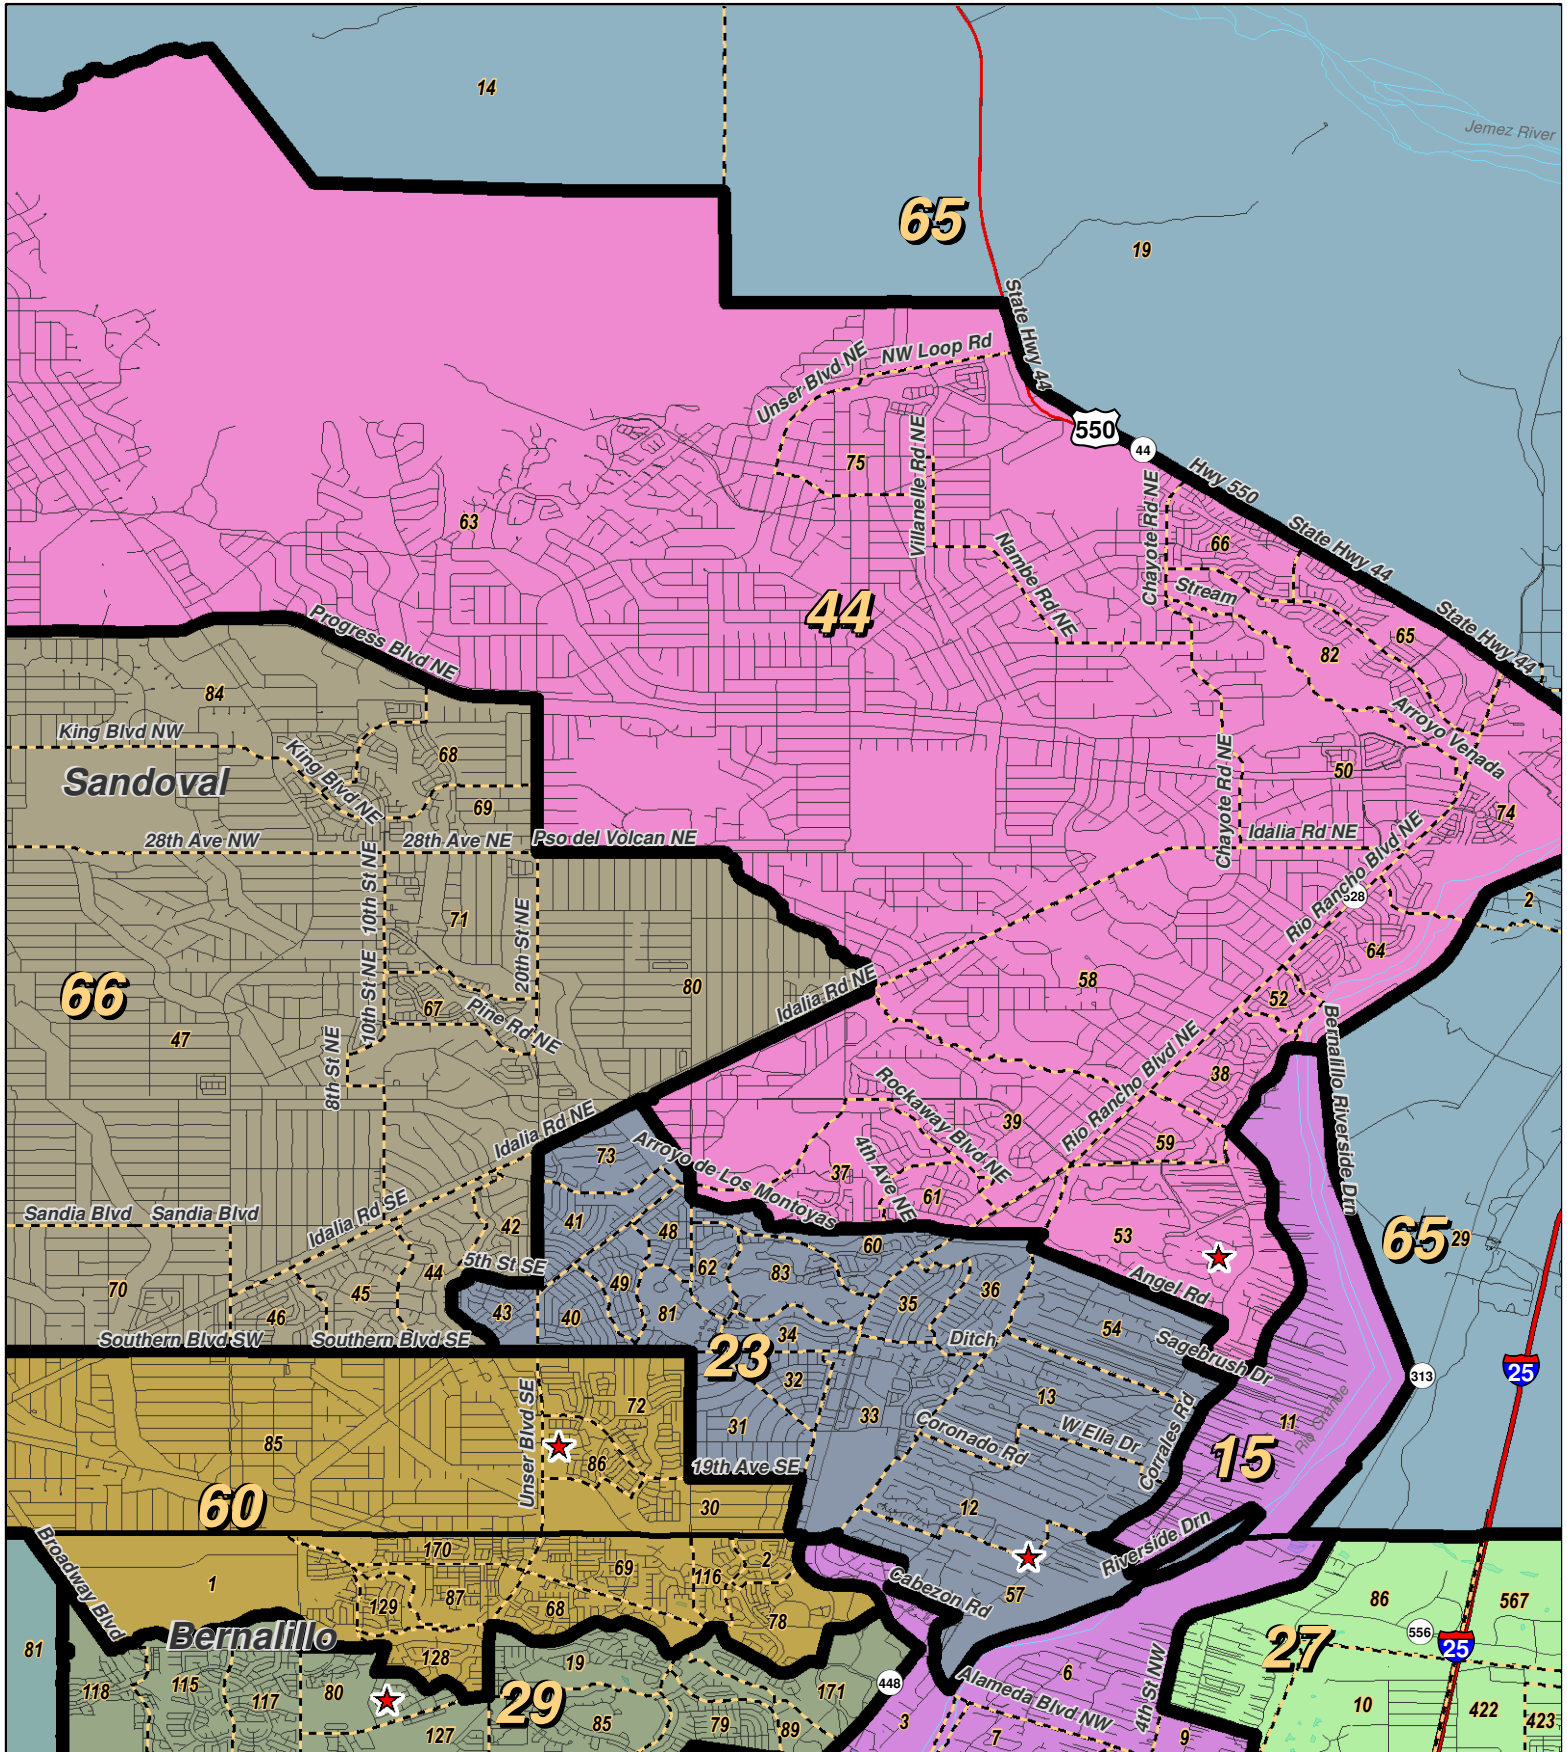 14
Jemez River
65
19
State Hwy 44
NW Loop Rd
Unser Blvd NE
550
44
Villanelle Rd NE
75
Hwy 550
Chayote Rd NE
63
State Hwy 44
66
Nambe Rd NE
Stream
44
State Hwy 44
65
82
Progress Blvd NE
84
Arroyo Venada
King Blvd NW
King Blvd NE
68
Sandoval
Chayote Rd NE
50
69
74
28th Ave NW
28th Ave NE
Pso del Volcan NE
Idalia Rd NE
Rio Rancho Blvd NE
528
2
10th St NE
71
20th St NE
64
66
80
Idalia Rd NE
58
52
67
Pine Rd NE
10th St NE
47
8th St NE
Rio Rancho Blvd NE
Bernalillo Riverside Drn
38
Rockaway Blvd NE
39
Idalia Rd NE
59
73
Arroyo de Los Montoyas
4th Ave NE
37
61
Sandia Blvd
Sandia Blvd
Idalia Rd SE
42
41
48
53
65
29
60
5th St SE
44
62
83
Angel Rd
70
45
49
36
43
40
81
35
46
54
Southern Blvd SW
Southern Blvd SE
23
34
Ditch
Sagebrush Dr
25
313
32
72
Unser Blvd SE
31
33
13
Coronado Rd
W Ella Dr
Corrales Rd
11
Rio Grande
15
85
86
19th Ave SE
60
30
12
Riverside Drn
Broadway Blvd
170
69
2
116
1
129
87
68
78
Cabezon Rd
57
86
567
556
25
27
Bernalillo
81
128
19
118
115
117
80
29
171
448
6
Alameda Blvd NW
4th St NW
127
85
79
89
3
7
9
10
422
423